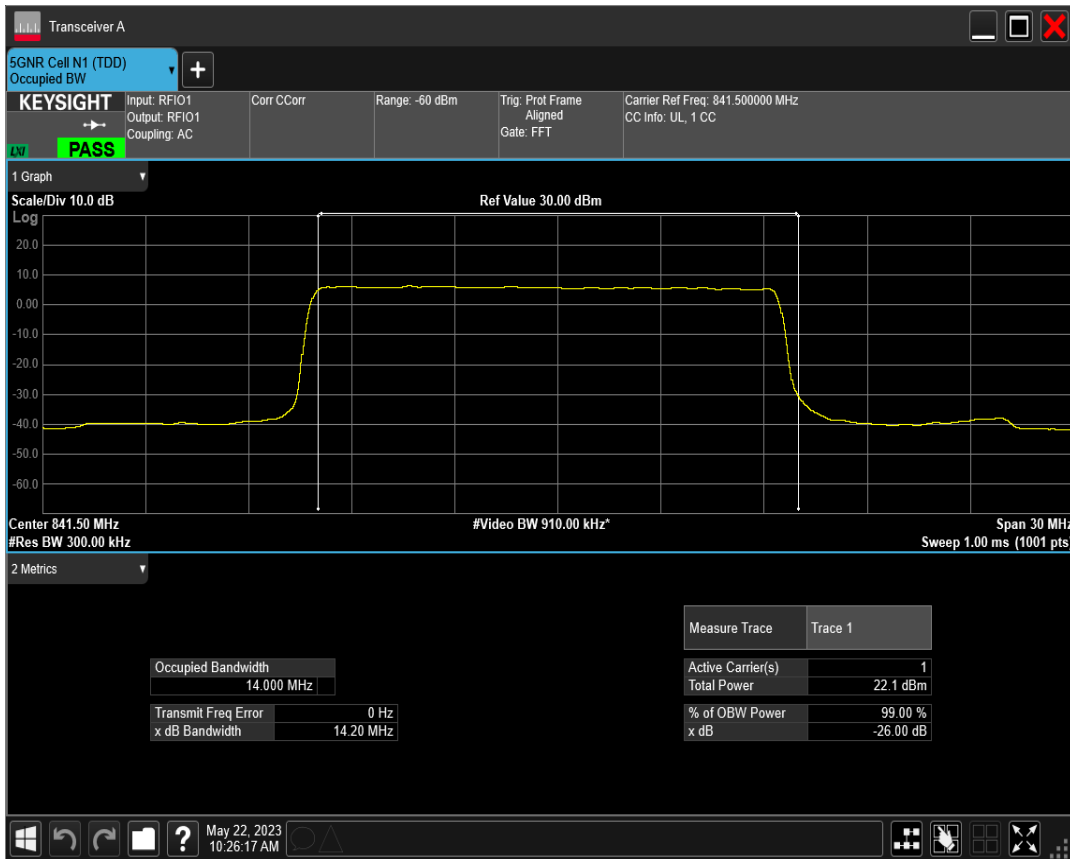 Transceiver A
5GNR Cell N1 (TDD)
Occupied BW
+
KEYSIGHT
LXI
PASS
Input: RFIO1
Output: RFIO1
Coupling: AC
Corr CCorr
Range: -60 dBm
Trig: Prot Frame
Aligned
Gate: FFT
Carrier Ref Freq: 841.500000 MHz
CC Info: UL, 1 CC
1 Graph
Scale/Div 10.0 dB
Ref Value 30.00 dBm
Log
20.0
10.0
0.00
-10.0
-20.0
-30.0
-40.0
-50.0
-60.0
Center 841.50 MHz
#Video BW 910.00 kHz*
Span 30 MHz
#Res BW 300.00 kHz
Sweep 1.00 ms (1001 pts)
2 Metrics
Measure Trace Trace 1
Occupied Bandwidth
14.000 MHz
Transmit Freq Error 0 Hz
x dB Bandwidth 14.20 MHz
Active Carrier(s) 1
Total Power 22.1 dBm
% of OBW Power 99.00 %
x dB -26.00 dB
?
May 22, 2023
10:26:17 AM